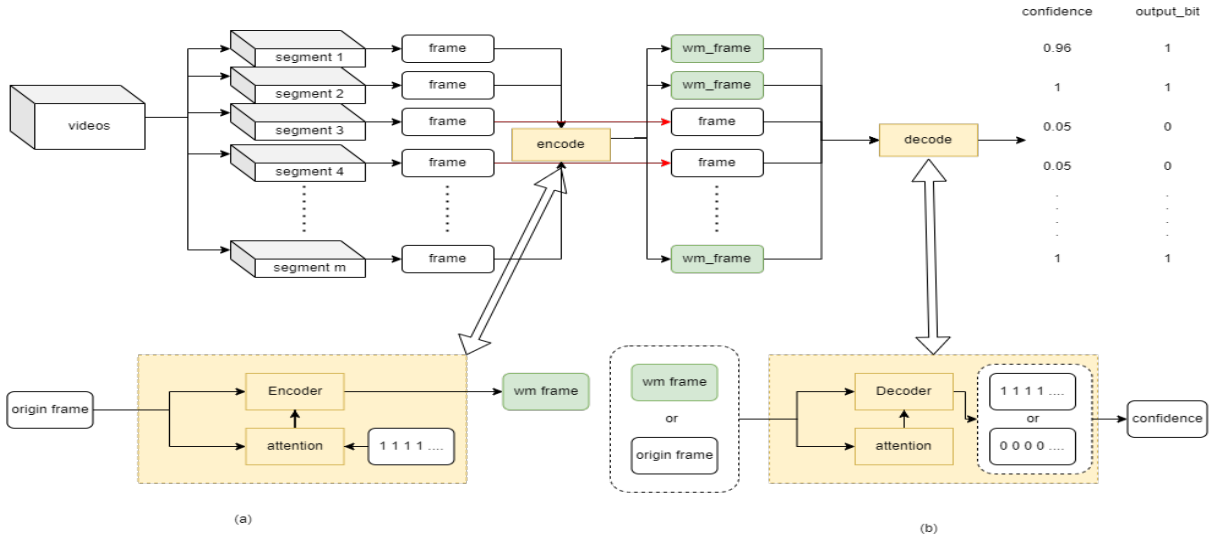 confidence output_bit
segment 1 frame wm_frame 0.96 1
segment 2 frame wm_frame 1 1
videos segment 3 frame frame 0.05 0
encode decode
segment 4 frame frame 0.05 0
segment m frame wm_frame 1 1
origin frame Encoder wm frame
attention 1 1 1 1 ....
wm frame
or
origin frame
Decoder
attention
1 1 1 1 ....
or
0 0 0 0 ....
confidence
(a)
(b)